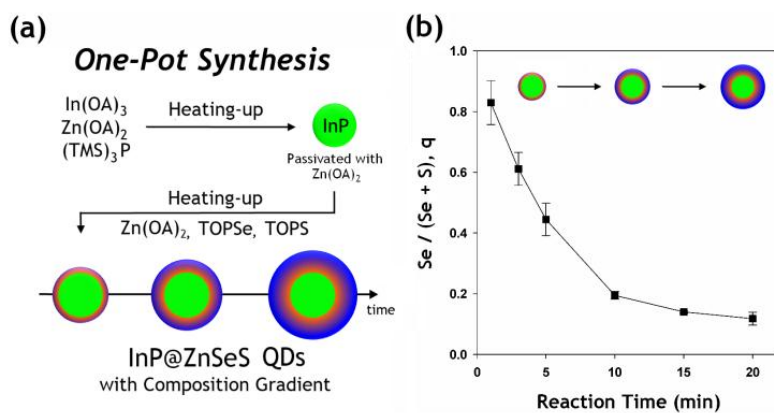 (a)
One-Pot Synthesis
In(OA)3
Zn(OA)2
(TMS)3P
Heating-up
InP
Passivated with
Zn(OA)2
Heating-up
Zn(OA)2, TOPSe, TOPS
time
InP@ZnSeS QDs
with Composition Gradient
(b)
Se / (Se + S), q
1.0
0.8
0.6
0.4
0.2
0.0
0
5
10
15
20
Reaction Time (min)